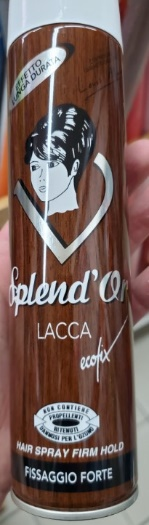 EFFETTO
LUNGA DURATA
Splend'Or
LACCA
ecofix
NON CONTIENE
PROPELLENTI
RITENUTI
DANNOSI PER L'OZONO
HAIR SPRAY FIRM HOLD
FISSAGGIO FORTE